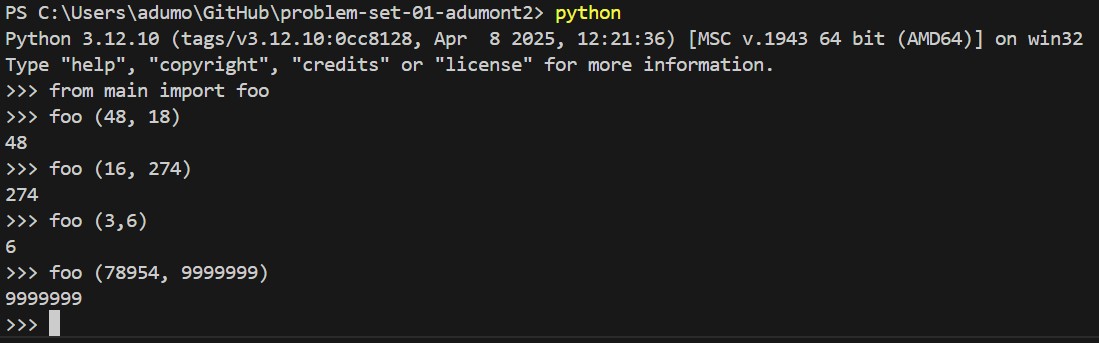 PS C:\Users\adumo\GitHub\problem-set-01-adumont2> python
Python 3.12.10 (tags/v3.12.10:0cc8128, Apr  8 2025, 12:21:36) [MSC v.1943 64 bit (AMD64)] on win32
Type "help", "copyright", "credits" or "license" for more information.
>>> from main import foo
>>> foo (48, 18)
48
>>> foo (16, 274)
274
>>> foo (3,6)
6
>>> foo (78954, 9999999)
9999999
>>>